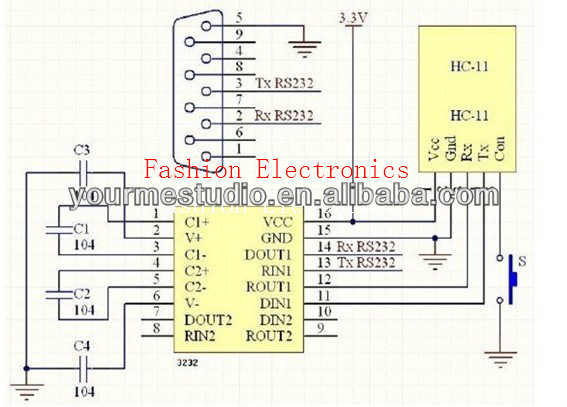 5
9
4
8
3 Tx RS232
7
2 Rx RS232
6
1
3.3V
HC-11
HC-11
Vcc
Gnd
Rx
Tx
Con
Fashion Electronics
yourmestudio.en.alibaba.com
C3
C1
104
C2
104
C4
104
1 C1+ VCC 16
2 V+ GND 15
3 C1- DOUT1 14 Rx RS232
4 C2+ RIN1 13 Tx RS232
5 C2- ROUT1 12
6 V- DIN1 11
7 DOUT2 DIN2 10
8 RIN2 ROUT2 9
3232
S